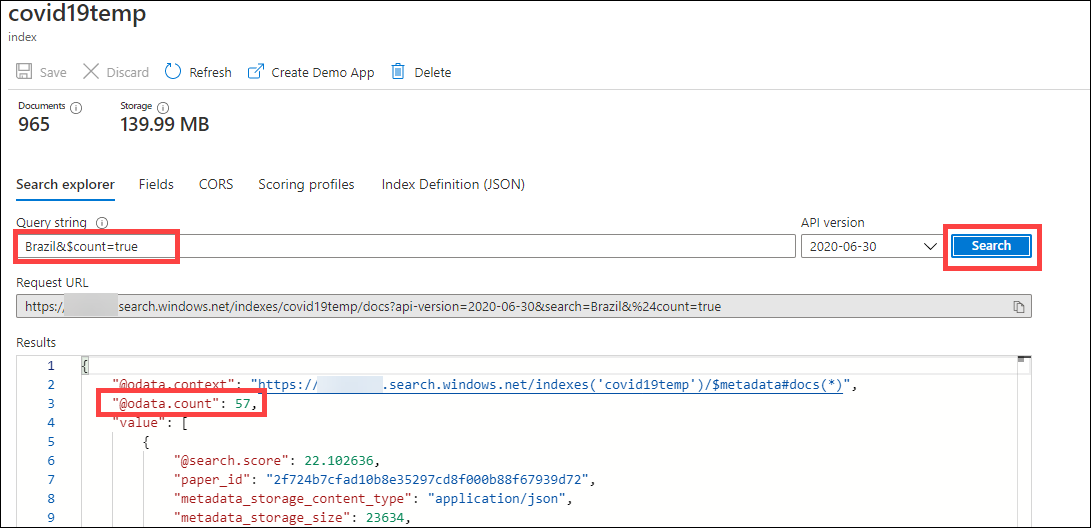 covid19temp
index
Save Discard Refresh Create Demo App Delete
Documents Storage
965 139.99 MB
Search explorer Fields CORS Scoring profiles Index Definition (JSON)
Query string API version
Brazil&$count=true 2020-06-30 Search
Request URL
https:// search.windows.net/indexes/covid19temp/docs?api-version=2020-06-30&search=Brazil&%24count=true
Results
1 {
2 "@odata.context": "https:// .search.windows.net/indexes('covid19temp')/$metadata#docs(*)",
3 "@odata.count": 57,
4 "value": [
5 {
6 "@search.score": 22.102636,
7 "paper_id": "2f724b7cfad10b8e35297cd8f000b88f67939d72",
8 "metadata_storage_content_type": "application/json",
9 "metadata_storage_size": 23634,